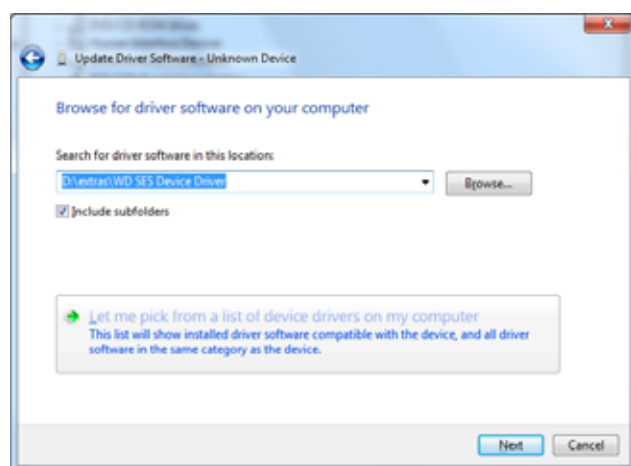 Update Driver Software - Unknown Device
Browse for driver software on your computer
Search for driver software in this location:
D:\extras\WD SES Device Driver
Browse...
Include subfolders
Let me pick from a list of device drivers on my computer
This list will show installed driver software compatible with the device, and all driver
software in the same category as the device.
Next
Cancel